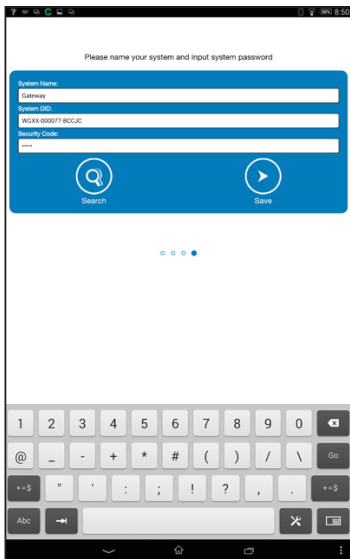 8:50
Please name your system and input system password
System Name:
Gateway
System DID:
WGXX-000077-BCCJC
Security Code:
•••••
Search Save
1 2 3 4 5 6 7 8 9 0
@ _ - + * # ( ) / \ Go
+=$ " ' : ; ! ? , . +=$
Abc